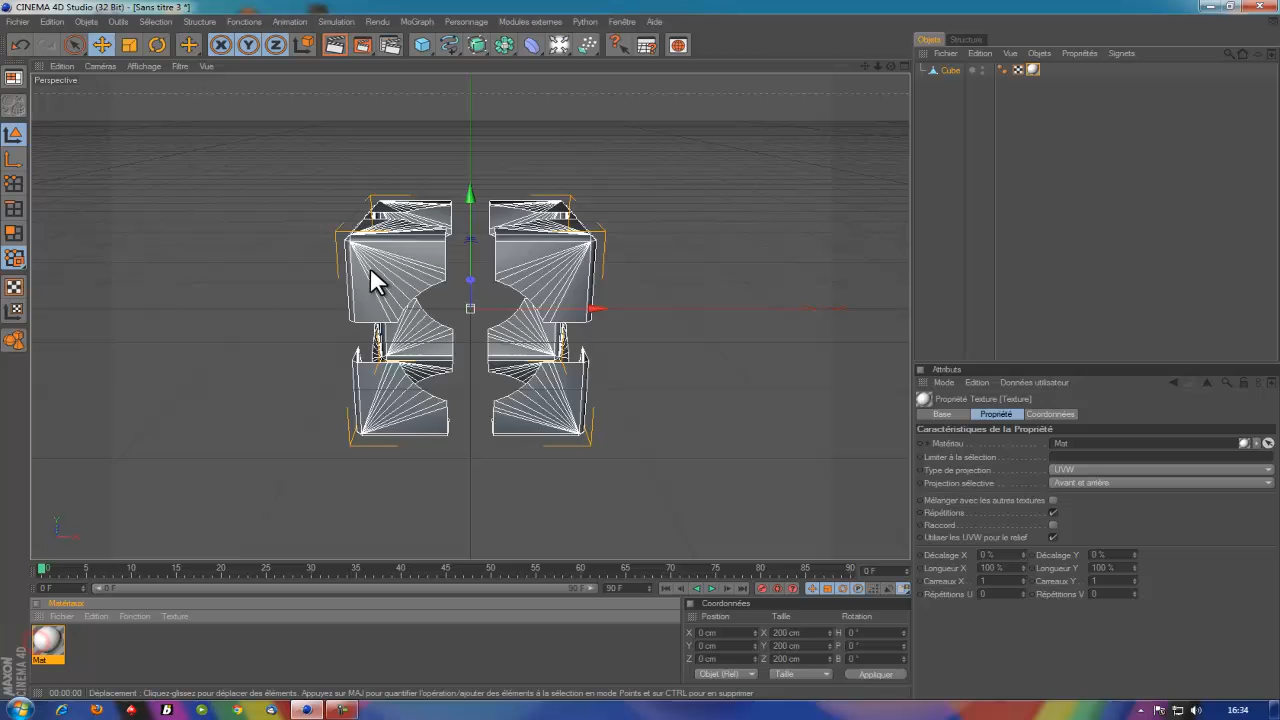 CINEMA 4D Studio (32 Bit) - [Sans titre 3 *]
Fichier Edition Objets Outils Sélection Structure Fonctions Animation Simulation Rendu MoGraph Personnage Modules externes Python Fenêtre Aide
Objets Structure
Fichier Edition Vue Objets Propriétés Signets
Edition Caméras Affichage Filtre Vue
Cube
Perspective
Attributs
Mode Edition Données utilisateur
Propriété Texture [Texture]
Base Propriété Coordonnées
Caractéristiques de la Propriété
Matériau Mat
Limiter à la sélection
Type de projection UVW
Projection sélective Avant et arrière
Mélanger avec les autres textures
Répétitions
Raccord
Utiliser les UVW pour le relief
Décalage X 0 % Décalage Y 0 %
Longueur X 100 % Longueur Y 100 %
Carreaux X 1 Carreaux Y 1
Répétitions U 0 Répétitions V 0
0 5 10 15 20 25 30 35 40 45 50 55 60 65 70 75 80 85 90 0 F
0 F 0 F 90 F 90 F
Matériaux
Fichier Edition Fonction Texture
Mat
Coordonnées
Position Taille Rotation
X 0 cm X 200 cm H 0 °
Y 0 cm Y 200 cm P 0 °
Z 0 cm Z 200 cm B 0 °
Objet (Rel) Taille Appliquer
MAXON
CINEMA 4D
00:00:00 Déplacement : Cliquez-glissez pour déplacer des éléments. Appuyez sur MAJ pour quantifier l'opération/ajouter des éléments à la sélection en mode Points et sur CTRL pour en supprimer
16:34